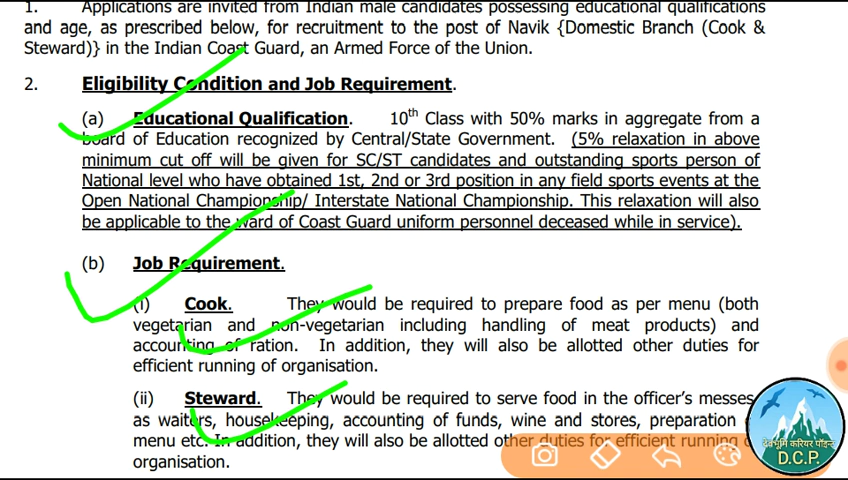 1. Applications are invited from Indian male candidates possessing educational qualifications
and age, as prescribed below, for recruitment to the post of Navik {Domestic Branch (Cook &
Steward)} in the Indian Coast Guard, an Armed Force of the Union.
2. Eligibility Condition and Job Requirement.
(a) Educational Qualification. 10th Class with 50% marks in aggregate from a
board of Education recognized by Central/State Government. (5% relaxation in above
minimum cut off will be given for SC/ST candidates and outstanding sports person of
National level who have obtained 1st, 2nd or 3rd position in any field sports events at the
Open National Championship/ Interstate National Championship. This relaxation will also
be applicable to the ward of Coast Guard uniform personnel deceased while in service).
(b) Job Requirement.
(i) Cook. They would be required to prepare food as per menu (both
vegetarian and non-vegetarian including handling of meat products) and
accounting of ration. In addition, they will also be allotted other duties for
efficient running of organisation.
(ii) Steward. They would be required to serve food in the officer's messes
as waiters, housekeeping, accounting of funds, wine and stores, preparation
menu etc. In addition, they will also be allotted other duties for efficient running
organisation.
देवभूमि करियर पॉइन्ट
D.C.P.